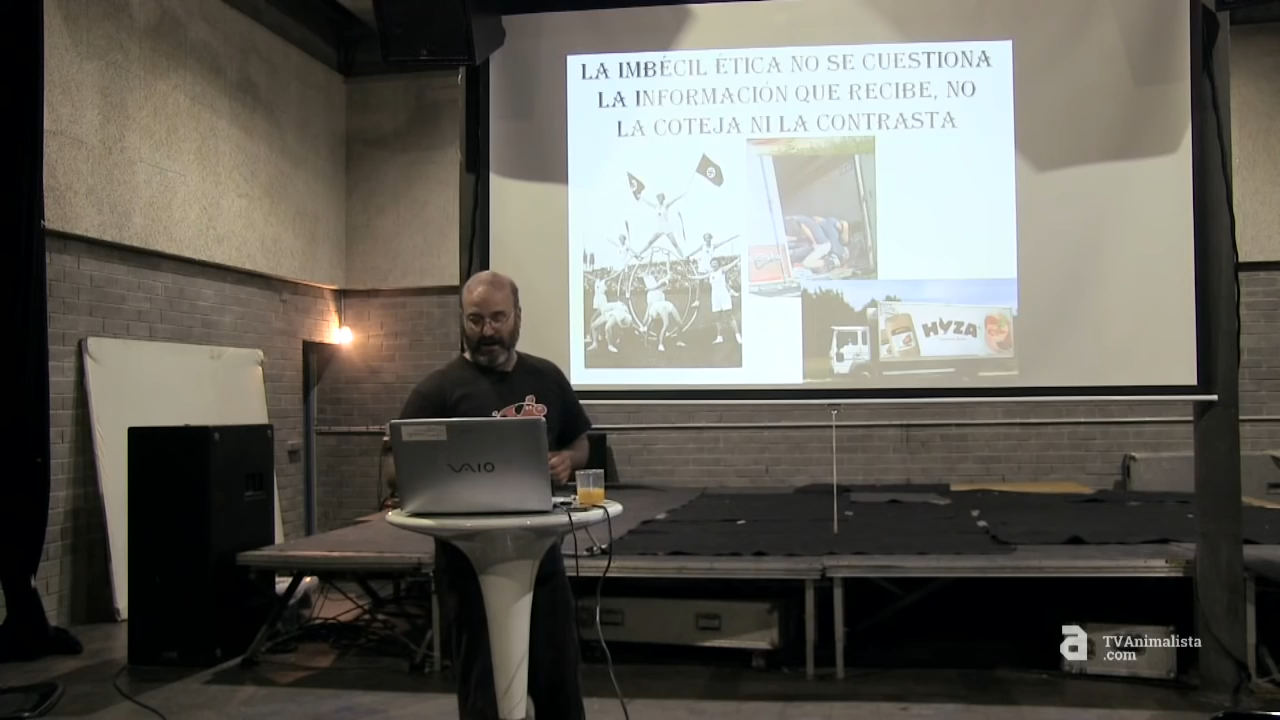 LA IMBÉCIL ÉTICA NO SE CUESTIONA
LA INFORMACIÓN QUE RECIBE, NO
LA COTEJA NI LA CONTRASTA
HYZA
VAIO
TVAnimalista
.com